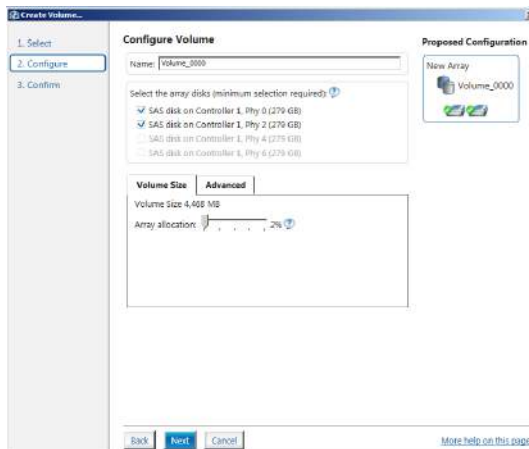 Create Volume...
1. Select
2. Configure
3. Confirm
Configure Volume
Name: Volume_0000
Select the array disks (minimum selection required):
SAS disk on Controller 1, Phy 0 (279 GB)
SAS disk on Controller 1, Phy 2 (279 GB)
SAS disk on Controller 1, Phy 4 (279 GB)
SAS disk on Controller 1, Phy 6 (279 GB)
Volume Size
Advanced
Volume Size 4,468 MB
Array allocation:
2%
Proposed Configuration
New Array
Volume_0000
Back
Next
Cancel
More help on this page